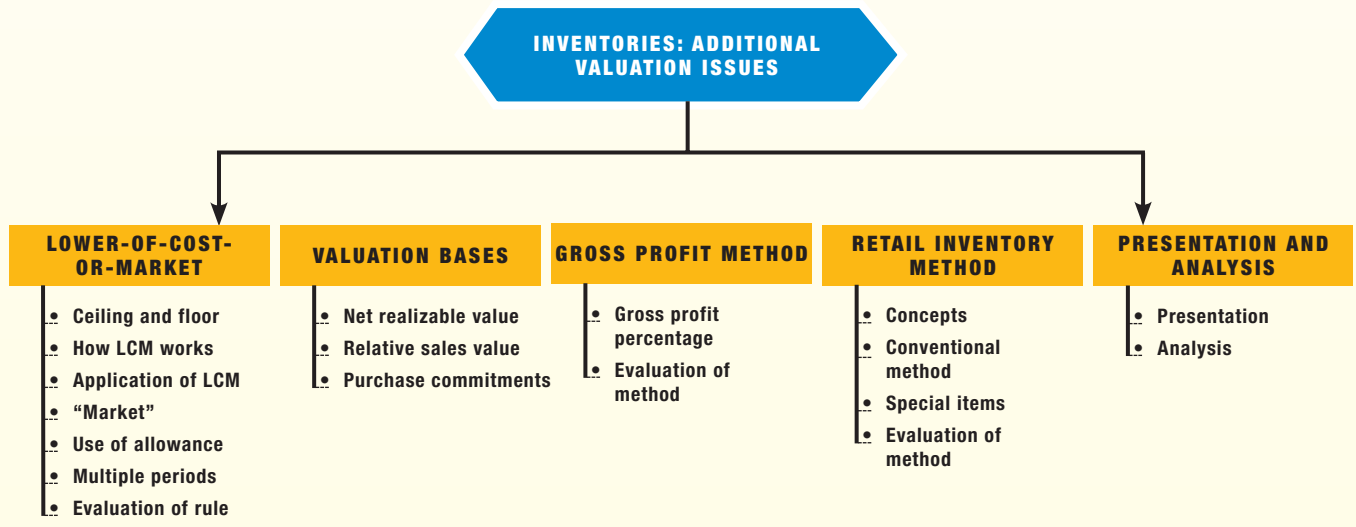 INVENTORIES: ADDITIONAL
VALUATION ISSUES
LOWER-OF-COST-
OR-MARKET
• Ceiling and floor
• How LCM works
• Application of LCM
• “Market”
• Use of allowance
• Multiple periods
• Evaluation of rule
VALUATION BASES
• Net realizable value
• Relative sales value
• Purchase commitments
GROSS PROFIT METHOD
• Gross profit
percentage
• Evaluation of
method
RETAIL INVENTORY
METHOD
• Concepts
• Conventional
method
• Special items
• Evaluation of
method
PRESENTATION AND
ANALYSIS
• Presentation
• Analysis